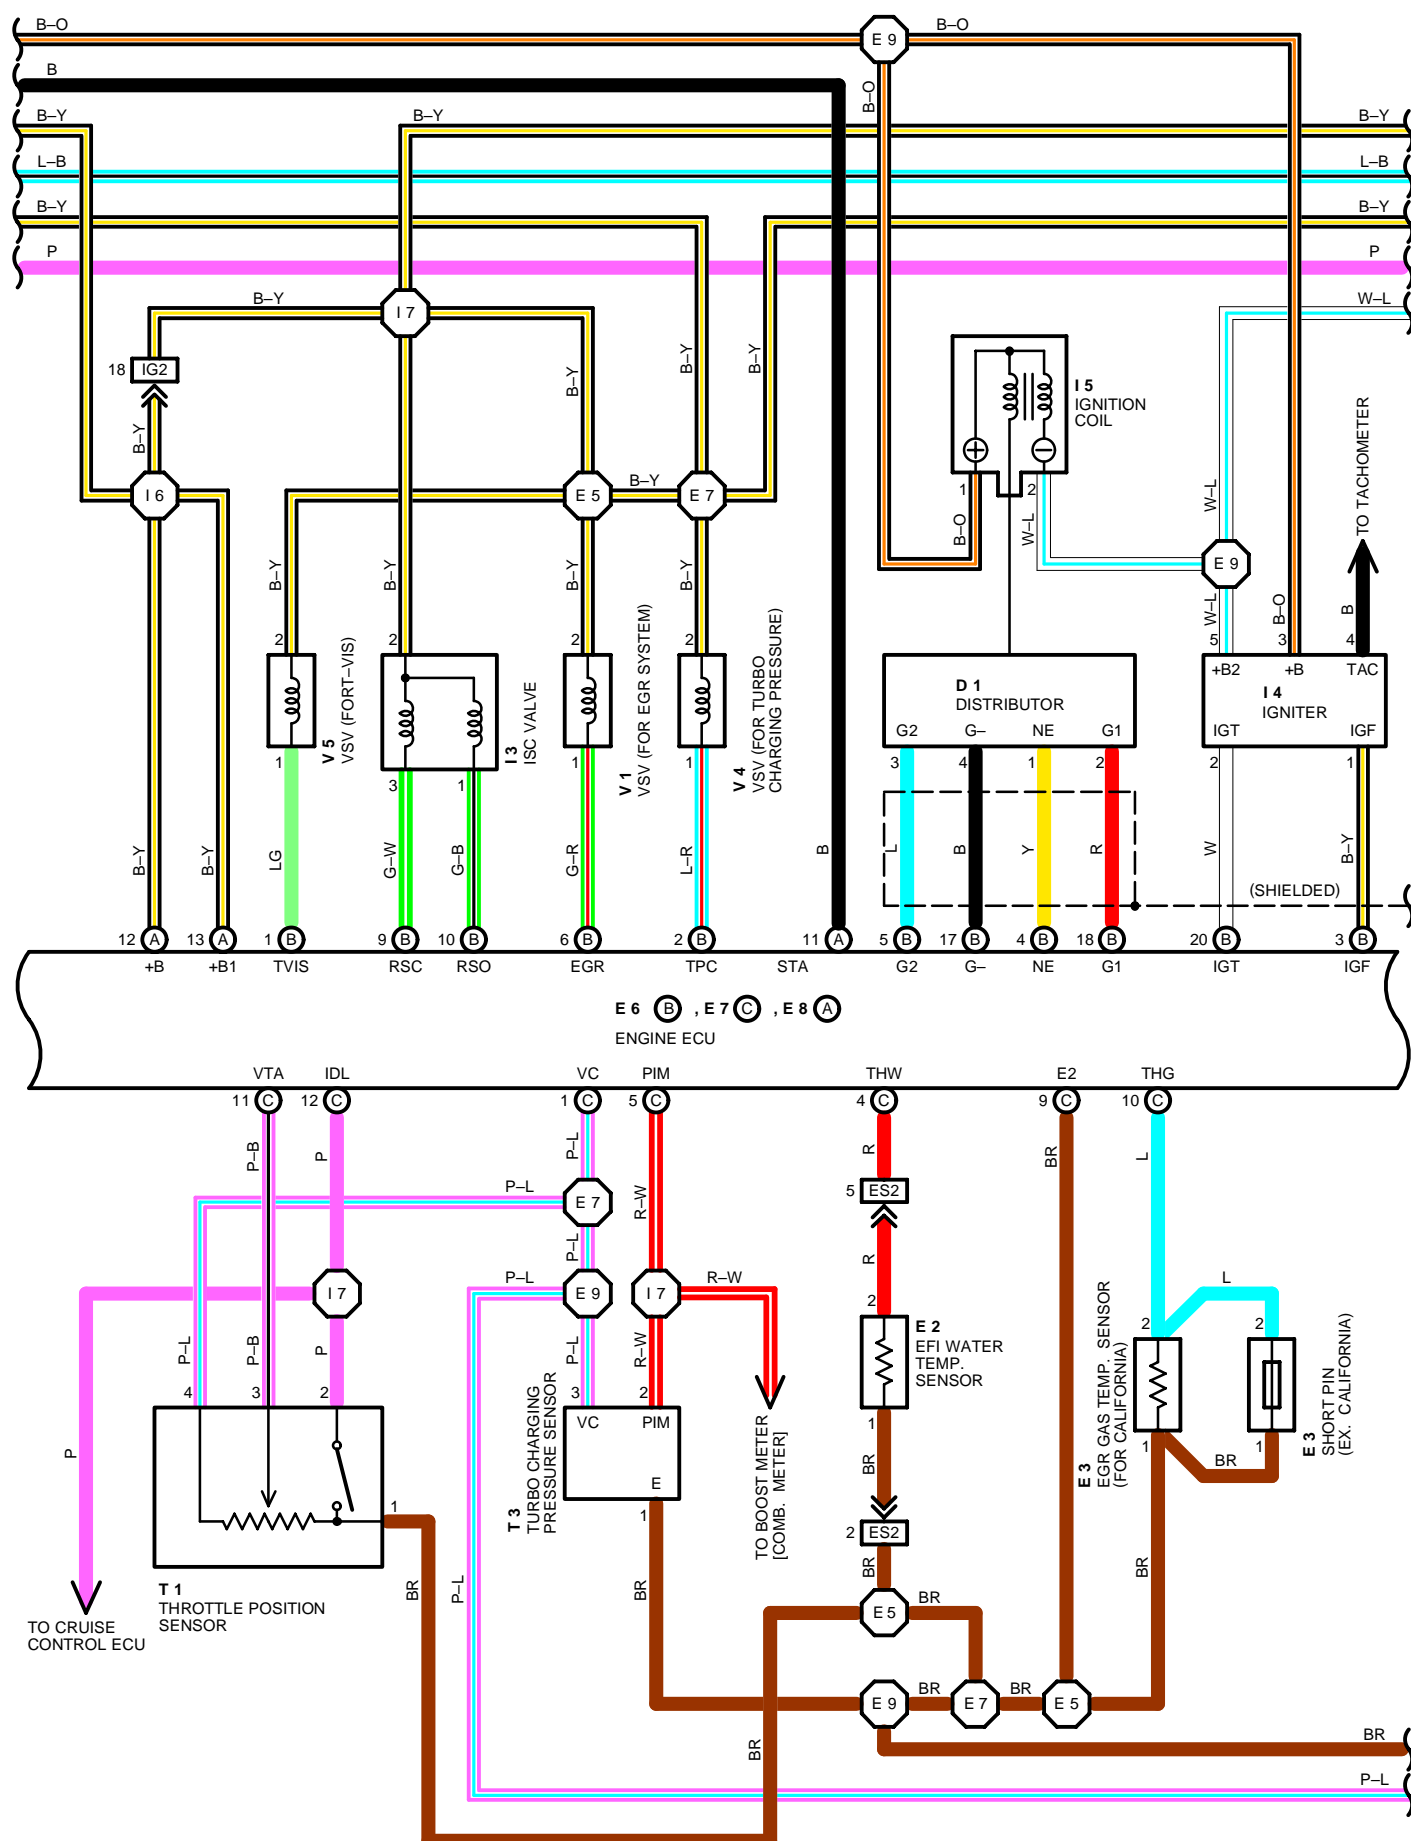 B–O
E 9
B–O
B
B–O
B–Y
B–Y
B–Y
L–B
L–B
B–Y
B–Y
P
P
B–Y
I 7
W–L
18
IG2
B–Y
B–Y
B–Y
B–Y
B–Y
I 5
IGNITION
COIL
TO TACHOMETER
I 6
E 5
B–Y
E 7
1
2
B–O
W–L
W–L
E 9
B–Y
B–Y
B–Y
B–Y
W–L
B–O
B
2
2
2
2
5
3
4
V 5
VSV (FORT–VIS)
I 3
ISC VALVE
V 1
VSV (FOR EGR SYSTEM)
V 4
VSV (FOR TURBO
CHARGING PRESSURE)
D 1
DISTRIBUTOR
G2
G–
NE
G1
+B2
+B
TAC
I 4
IGNITER
IGT
IGF
1
3
1
1
1
3
4
1
2
2
1
B–Y
B–Y
LG
G–W
G–B
G–R
L–R
B
L
B
Y
R
W
B–Y
(SHIELDED)
12 A
13 A
1 B
9 B
10 B
6 B
2 B
11 A
5 B
17 B
4 B
18 B
20 B
3 B
+B
+B1
TVIS
RSC
RSO
EGR
TPC
STA
G2
G–
NE
G1
IGT
IGF
E 6 B , E 7 C , E 8 A
ENGINE ECU
VTA
IDL
VC
PIM
THW
E2
THG
11 C
12 C
1 C
5 C
4 C
9 C
10 C
P–B
P
P–L
R–W
R
BR
L
P–L
E 7
5
ES2
P–L
R
P–L
E 9
I 7
R–W
I 7
L
P–L
P–B
P
P–L
R–W
2
E 2
EFI WATER
TEMP.
SENSOR
2
2
4
3
2
3
2
VC
PIM
E
T 3
TURBO CHARGING
PRESSURE SENSOR
TO BOOST METER
[COMB. METER]
E 3
EGR GAS TEMP. SENSOR
(FOR CALIFORNIA)
E 3
SHORT PIN
(EX. CALIFORNIA)
1
1
1
BR
BR
P
1
1
2
ES2
T 1
THROTTLE POSITION
SENSOR
TO CRUISE
CONTROL ECU
BR
P–L
BR
BR
BR
E 5
BR
E 9
BR
E 7
BR
E 5
BR
BR
P–L